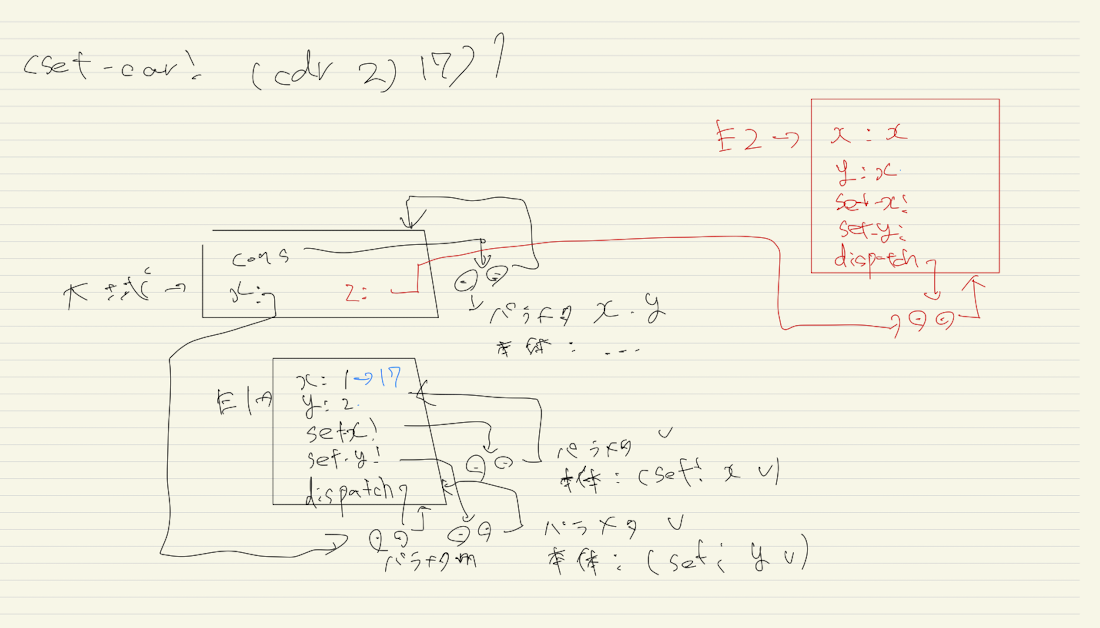 (set-car! (cdr z) 17)
E2→
x : x
y : x
set-x!
set-y!
dispatch
cons
大域→
x:
z:
パラメタ x . y
本体 : ...
E1→
x: 1→17
y: 2
setx!
set-y!
dispatch
パラメタ v
本体 : (set! x v)
パラメタ m
パラメタ v
本体 : (set! y v)